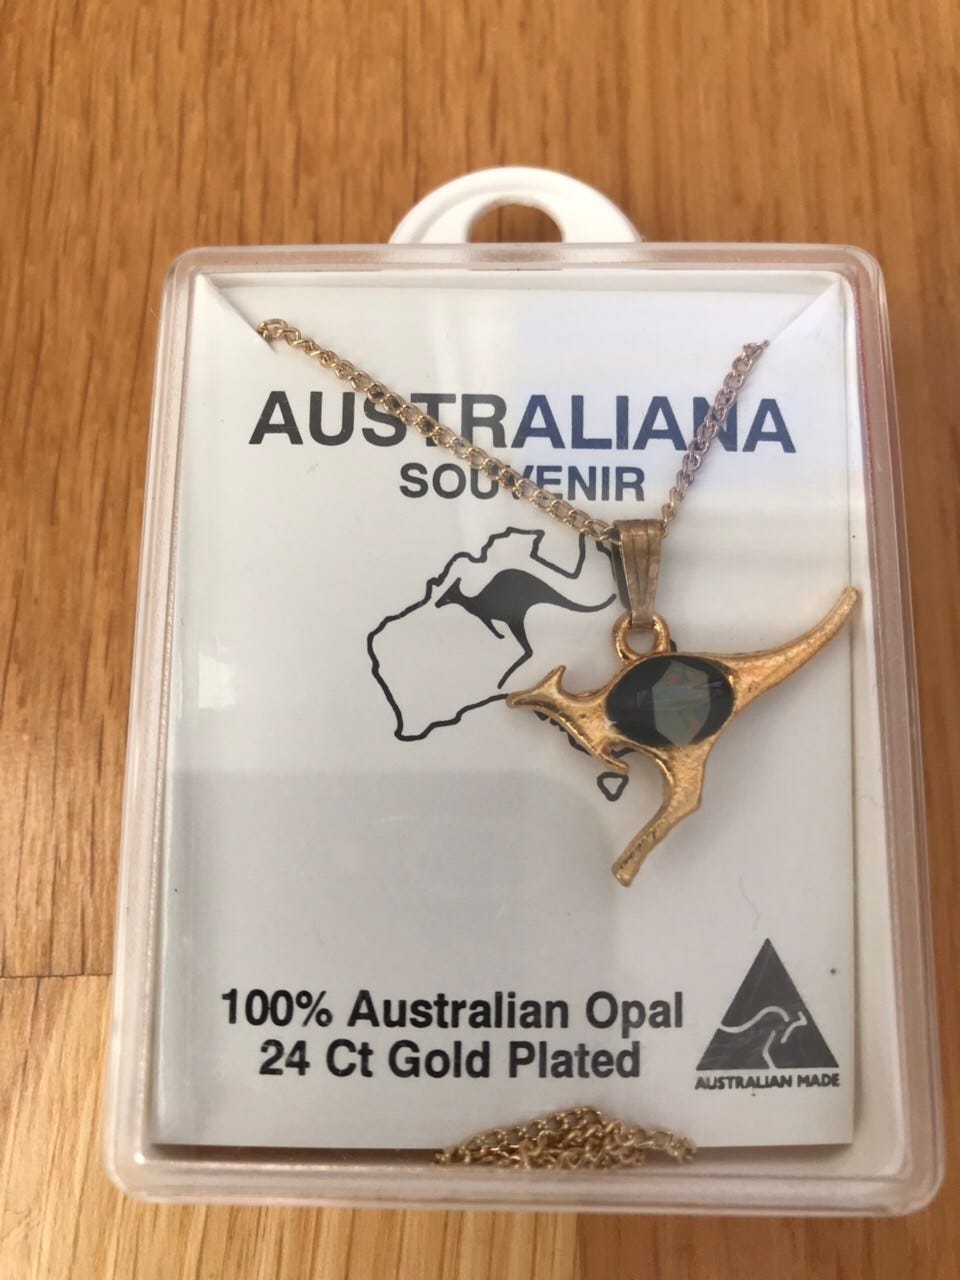 AUSTRALIANA
SOUVENIR
100% Australian Opal
24 Ct Gold Plated
AUSTRALIAN MADE